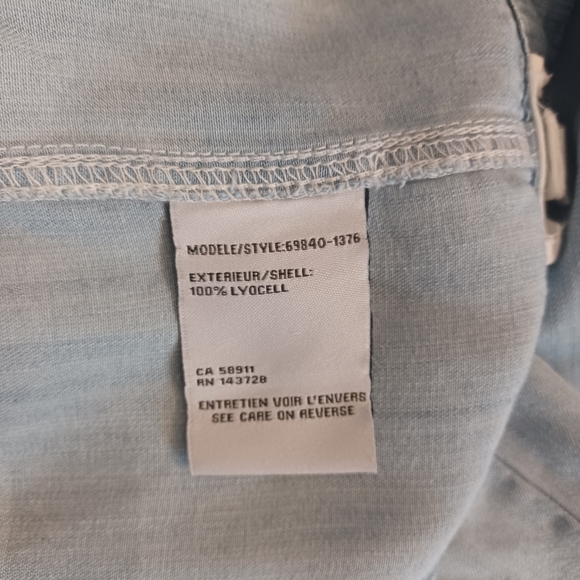 MODELE/STYLE:69840-1376
EXTERIEUR/SHELL:
100% LYOCELL
CA 58911
RN 143728
ENTRETIEN VOIR L'ENVERS
SEE CARE ON REVERSE